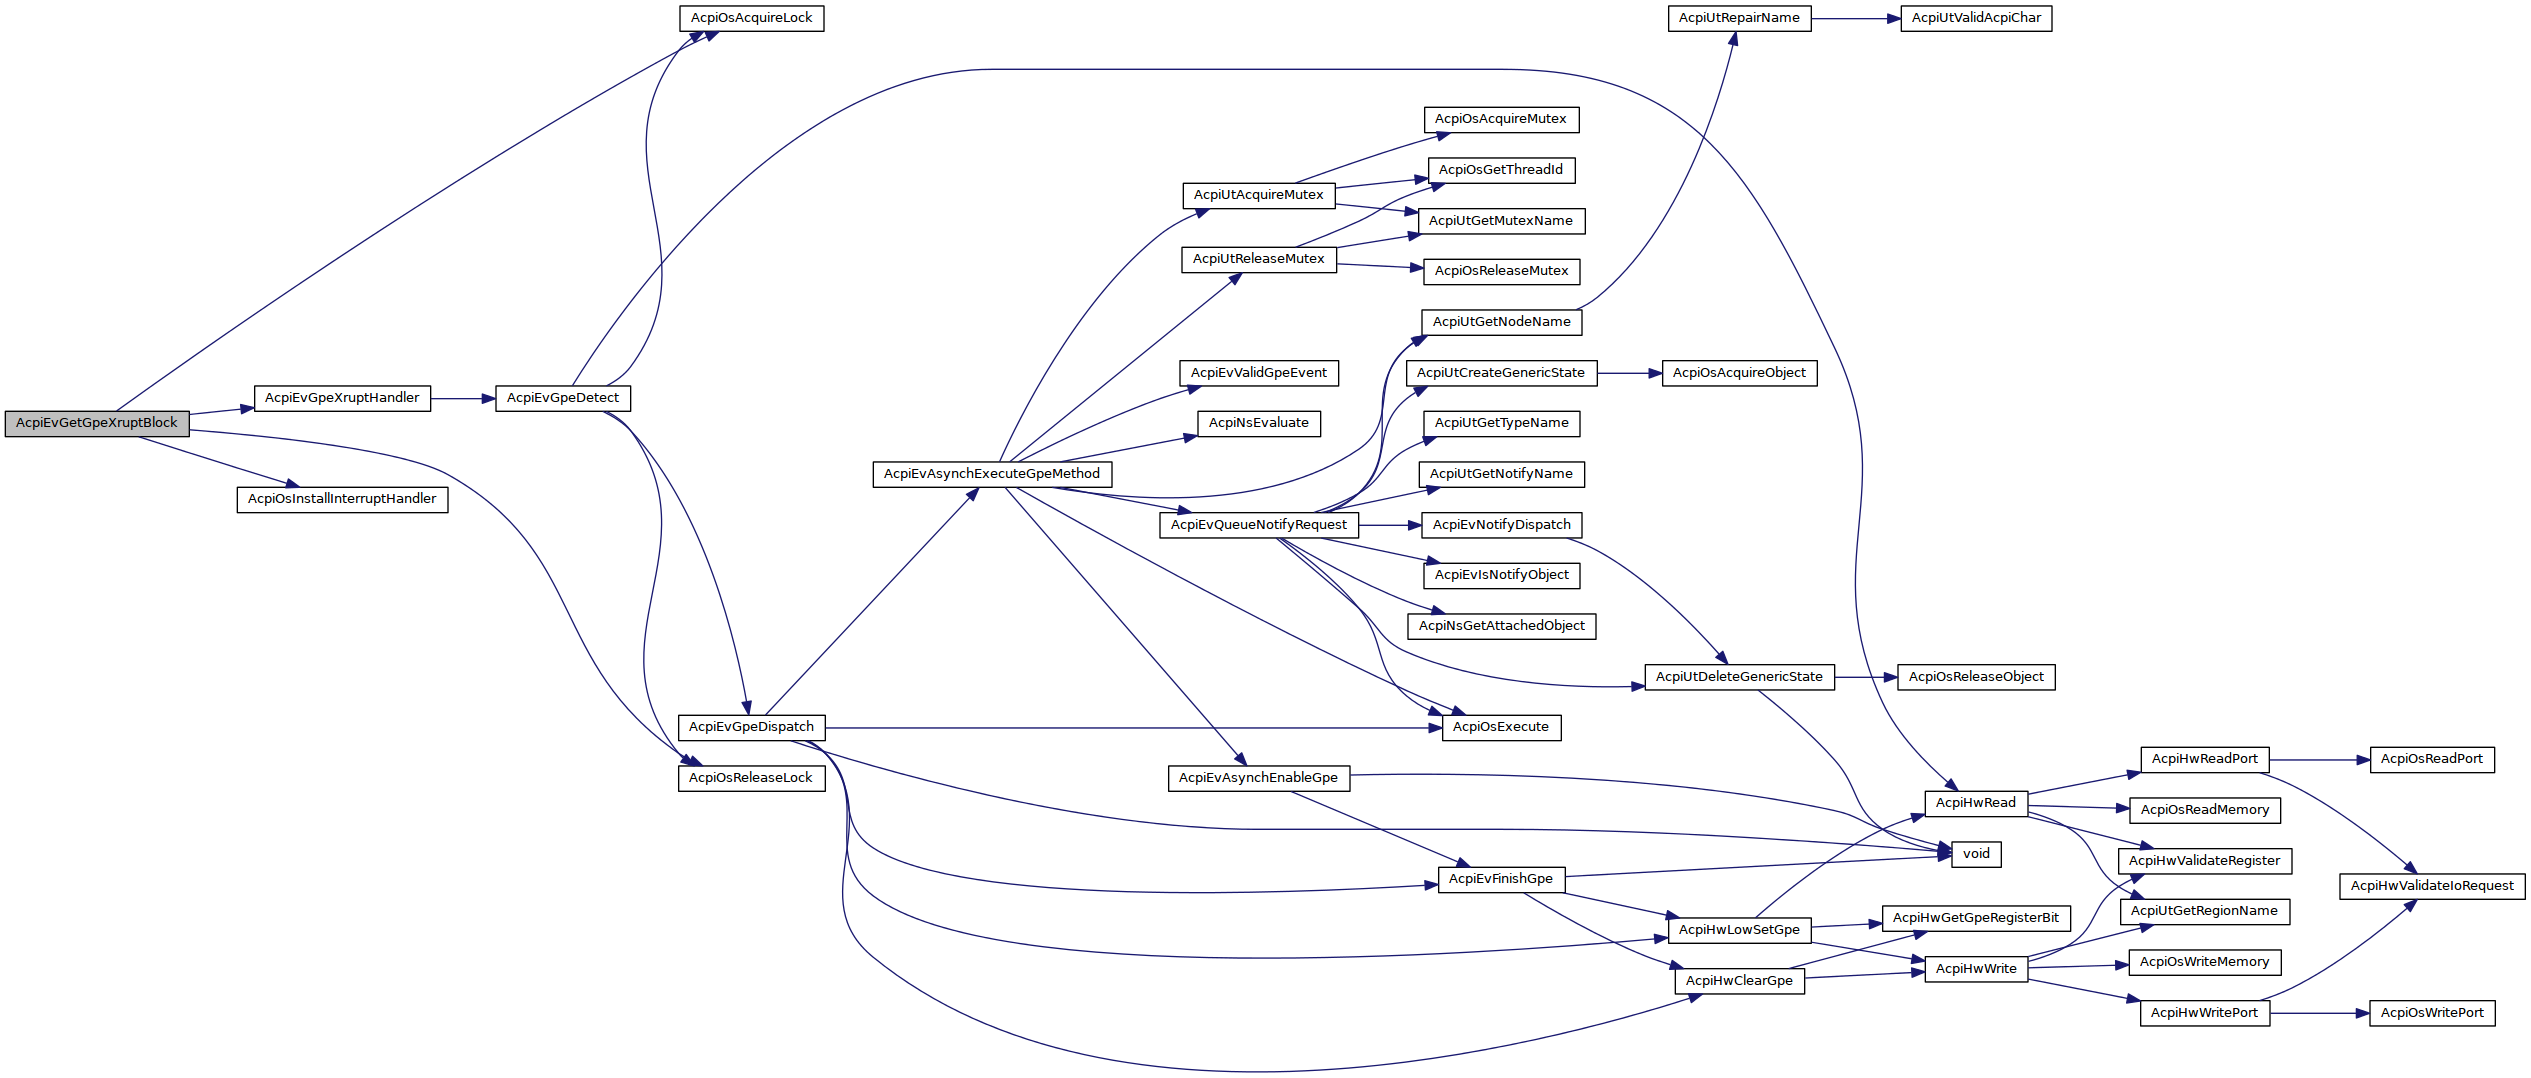 AcpiOsAcquireLock
AcpiUtRepairName
AcpiUtValidAcpiChar
AcpiOsAcquireMutex
AcpiOsGetThreadId
AcpiUtAcquireMutex
AcpiUtGetMutexName
AcpiUtReleaseMutex
AcpiOsReleaseMutex
AcpiUtGetNodeName
AcpiEvValidGpeEvent
AcpiUtCreateGenericState
AcpiOsAcquireObject
AcpiEvGpeXruptHandler
AcpiEvGpeDetect
AcpiEvGetGpeXruptBlock
AcpiNsEvaluate
AcpiUtGetTypeName
AcpiEvAsynchExecuteGpeMethod
AcpiUtGetNotifyName
AcpiOsInstallInterruptHandler
AcpiEvQueueNotifyRequest
AcpiEvNotifyDispatch
AcpiEvIsNotifyObject
AcpiNsGetAttachedObject
AcpiUtDeleteGenericState
AcpiOsReleaseObject
AcpiEvGpeDispatch
AcpiOsExecute
AcpiOsReleaseLock
AcpiEvAsynchEnableGpe
AcpiHwReadPort
AcpiOsReadPort
AcpiHwRead
AcpiOsReadMemory
void
AcpiHwValidateRegister
AcpiEvFinishGpe
AcpiHwValidateIoRequest
AcpiHwLowSetGpe
AcpiHwGetGpeRegisterBit
AcpiUtGetRegionName
AcpiHwClearGpe
AcpiHwWrite
AcpiOsWriteMemory
AcpiHwWritePort
AcpiOsWritePort